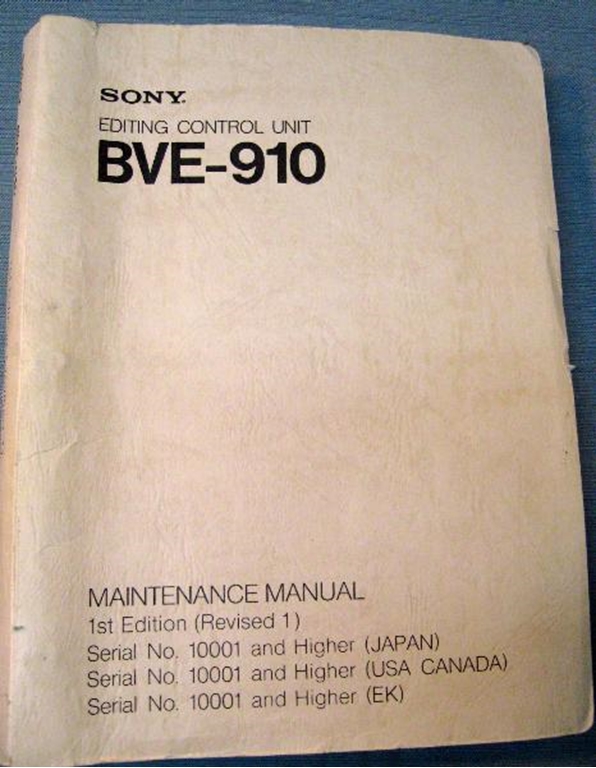 SONY.
EDITING CONTROL UNIT
BVE-910
MAINTENANCE MANUAL
1st Edition (Revised 1)
Serial No. 10001 and Higher (JAPAN)
Serial No. 10001 and Higher (USA CANADA)
Serial No. 10001 and Higher (EK)